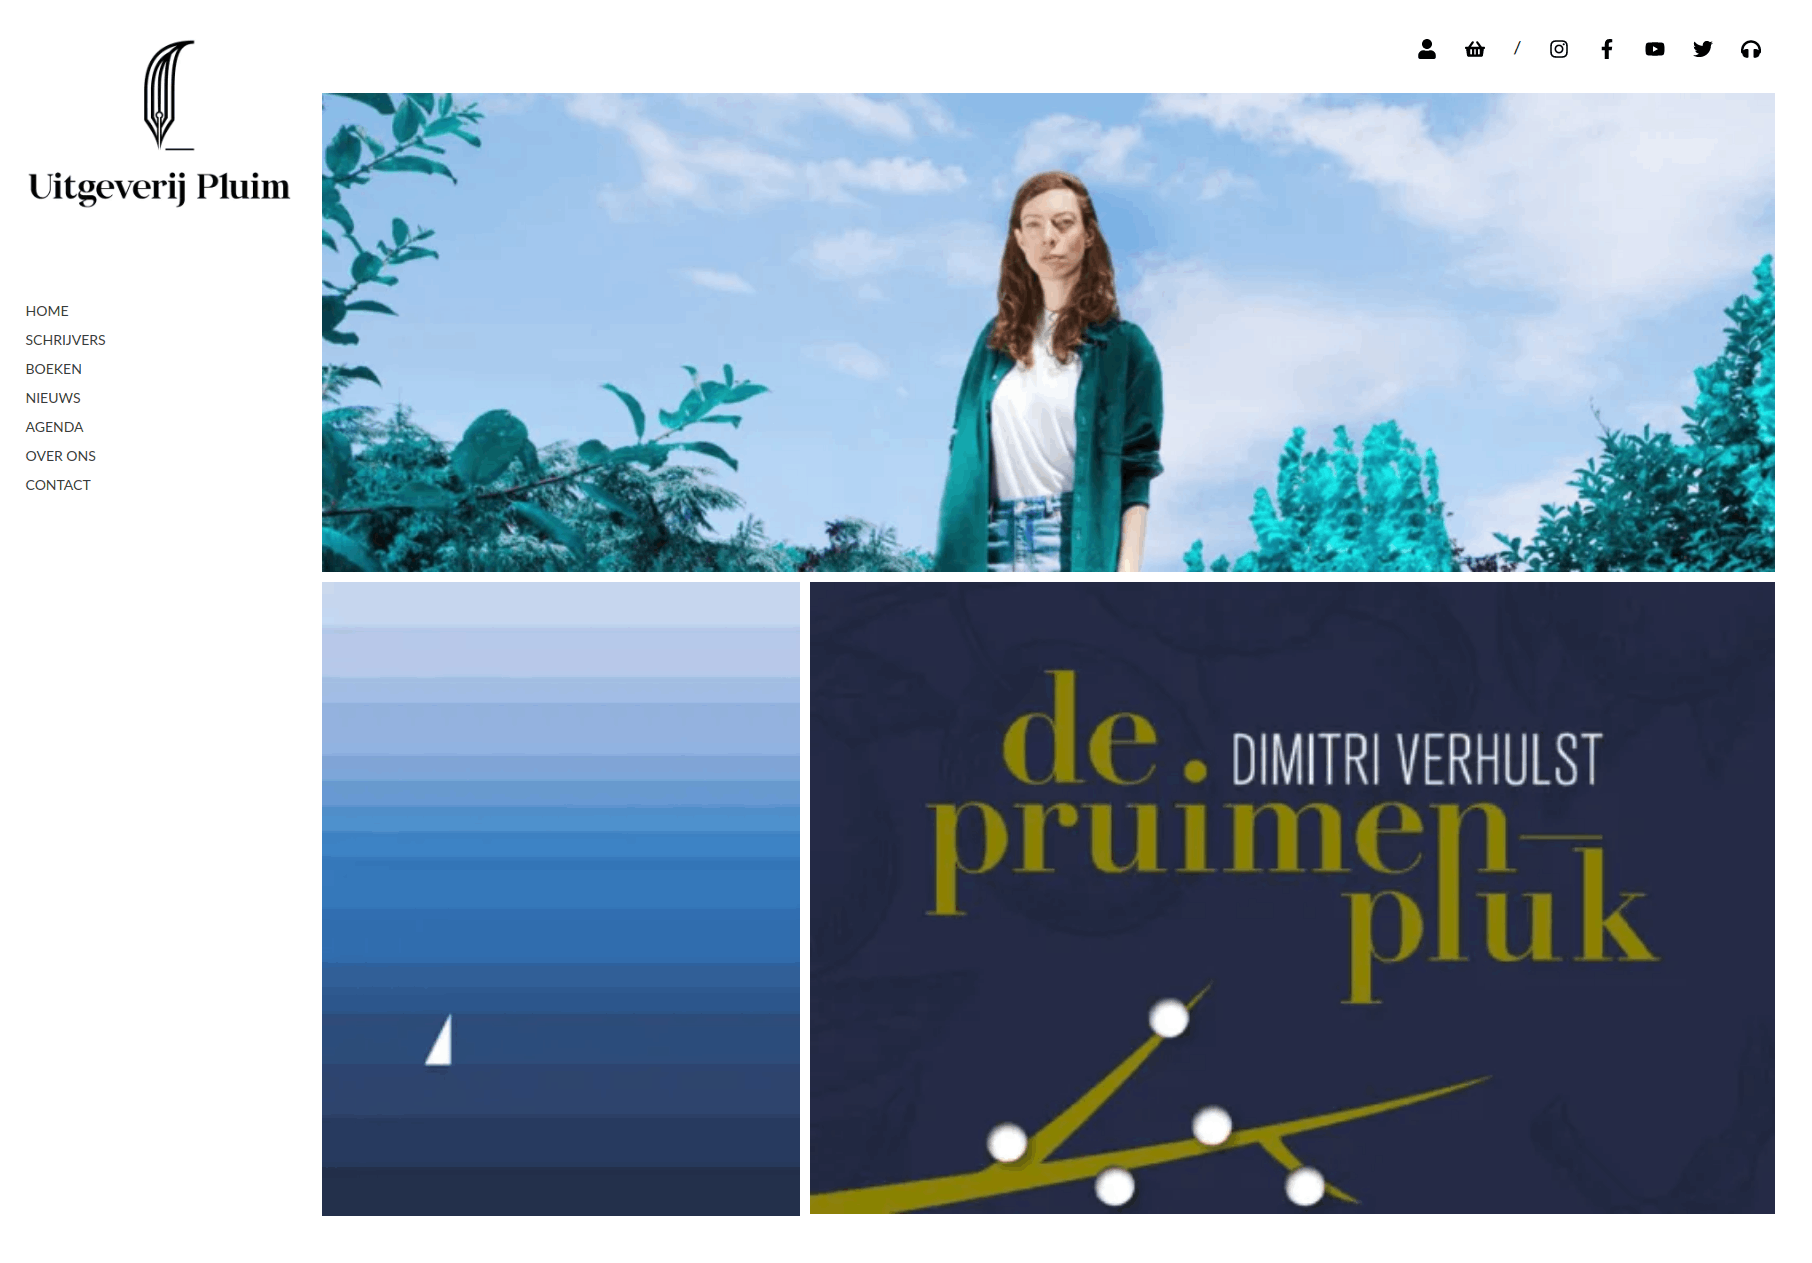 Uitgeverij Pluim
/
HOME
SCHRIJVERS
BOEKEN
NIEUWS
AGENDA
OVER ONS
CONTACT
de.
DIMITRI VERHULST
pruimen—
pluk